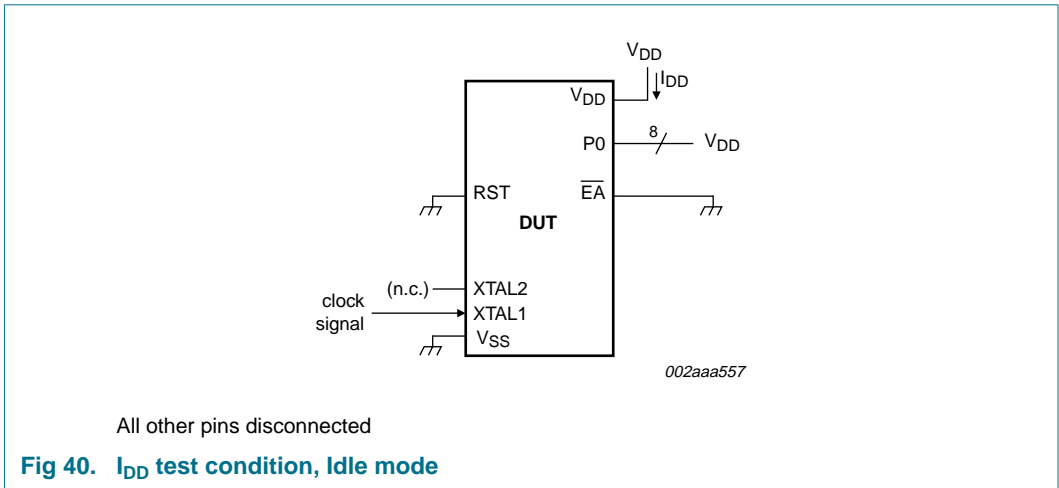 VDD
IDD
VDD
8
P0
VDD
RST
EA
DUT
(n.c.)
XTAL2
clock
signal
XTAL1
VSS
002aaa557
All other pins disconnected
Fig 40. IDD test condition, Idle mode